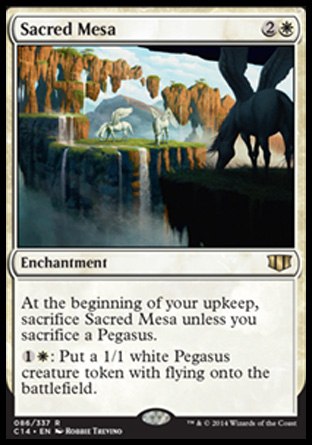 Sacred Mesa 2
Enchantment
At the beginning of your upkeep,
sacrifice Sacred Mesa unless you
sacrifice a Pegasus.
1 : Put a 1/1 white Pegasus
creature token with flying onto the
battlefield.
086/337 R
C14 • EN ROBBIE TREVINO ™ & © 2014 Wizards of the Coast